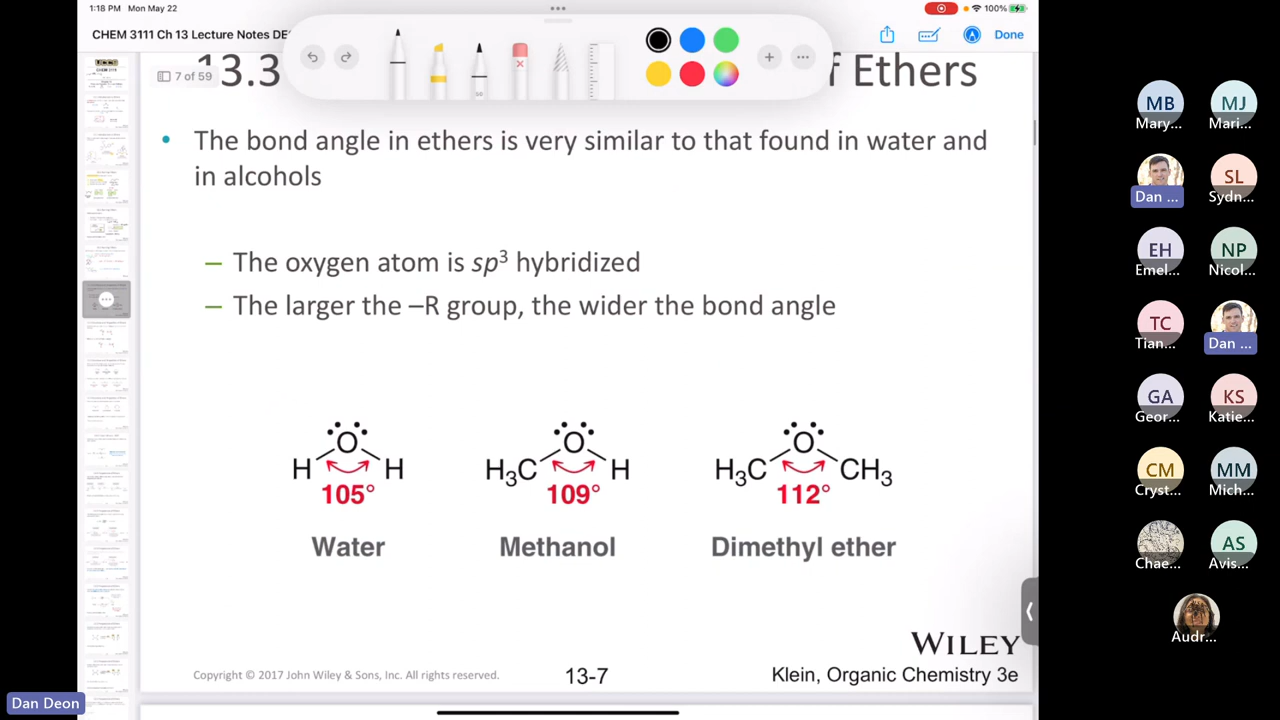 1:18 PM Mon May 22
100%
CHEM 3111 Ch 13 Lecture Notes DE
Done
7 of 59
13.3 f Ethers
• The bond angle in ethers is very similar to that found in water and
in alcohols
– The oxygen atom is sp³ hybridized
– The larger the –R group, the wider the bond angle
O O O
H H H₃C H H₃C CH₃
105° 109° 112°
Water Methanol Dimethyl ether
WILEY
Copyright © 2017 John Wiley & Sons, Inc. All rights reserved. 13-7 Klein, Organic Chemistry 3e
MB MJ
Mary... Mari...
SL
Dan ... Sydn...
EH NP
Emel... Nicol...
TC
Tian... Dan ...
GA KS
Geor... Katie...
CM MM
Cryst... Mich...
AS
Chae... Avis...
Audr...
Dan Deon